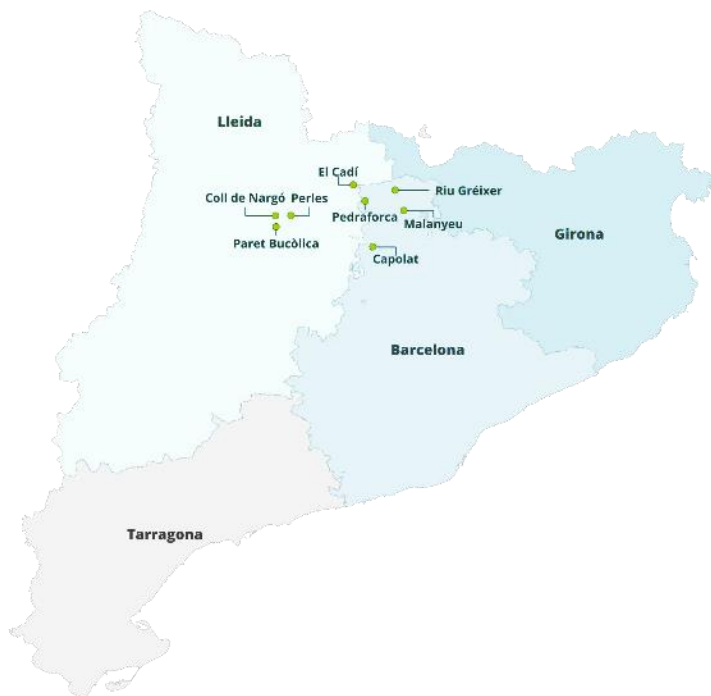 Lleida
El Cadí
Riu Gréixer
Coll de Nargó
Perles
Pedraforca
Malanyeu
Paret Bucòlica
Girona
Capolat
Barcelona
Tarragona